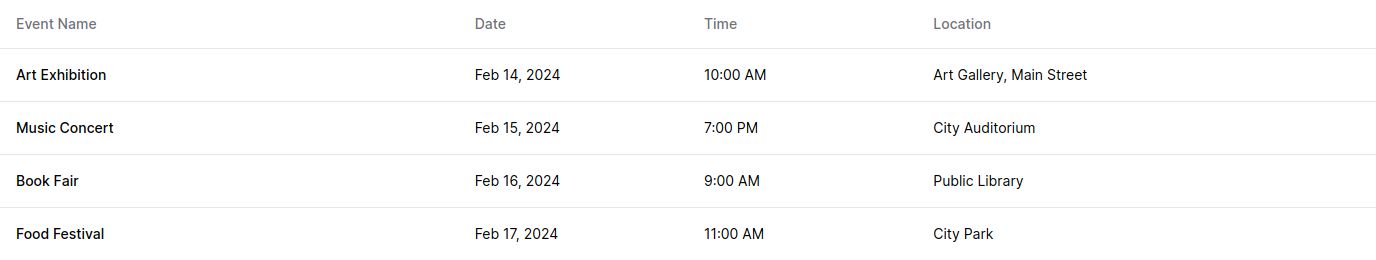 Event Name Date Time Location
Art Exhibition Feb 14, 2024 10:00 AM Art Gallery, Main Street
Music Concert Feb 15, 2024 7:00 PM City Auditorium
Book Fair Feb 16, 2024 9:00 AM Public Library
Food Festival Feb 17, 2024 11:00 AM City Park